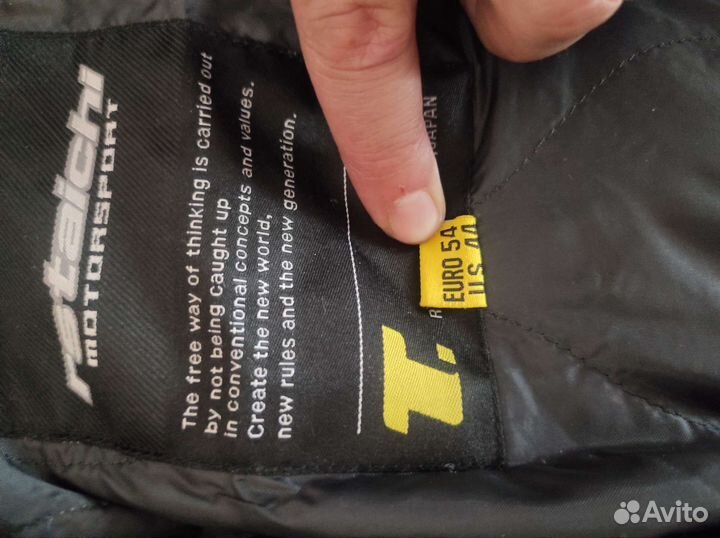 rstaichi
MOTORSPORT
The free way of thinking is carried out
by not being caught up
in conventional concepts and values.
Create the new world,
new rules and the new generation.
JAPAN
EURO 54
U.S. 44
T.
Avito